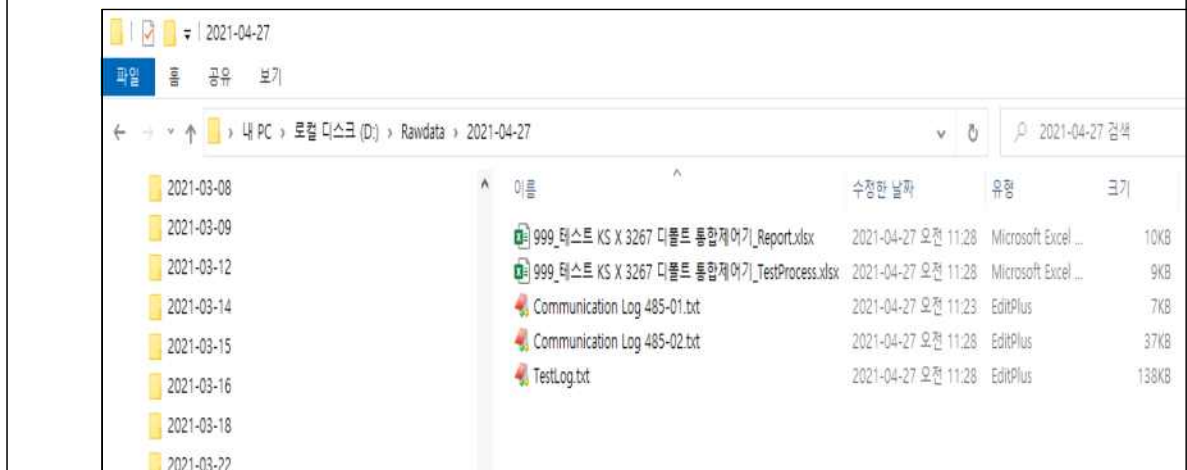 2021-04-27
파일 홈 공유 보기
내 PC › 로컬 디스크 (D:) › Rawdata › 2021-04-27
2021-04-27 검색
2021-03-08
2021-03-09
2021-03-12
2021-03-14
2021-03-15
2021-03-16
2021-03-18
2021-03-22
이름 수정한 날짜 유형 크기
999_테스트 KS X 3267 디폴트 통합제어기_Report.xlsx 2021-04-27 오전 11:28 Microsoft Excel ... 10KB
999_테스트 KS X 3267 디폴트 통합제어기_TestProcess.xlsx 2021-04-27 오전 11:28 Microsoft Excel ... 9KB
Communication Log 485-01.txt 2021-04-27 오전 11:23 EditPlus 7KB
Communication Log 485-02.txt 2021-04-27 오전 11:28 EditPlus 37KB
TestLog.txt 2021-04-27 오전 11:28 EditPlus 138KB